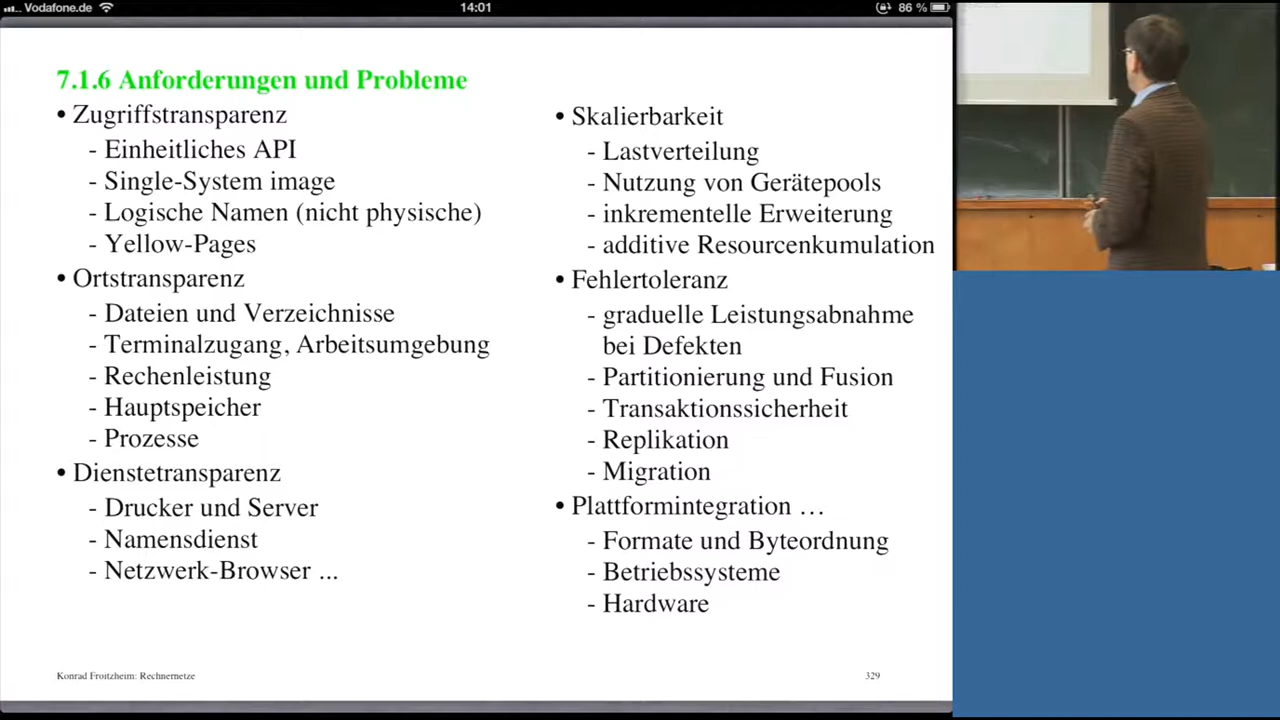 Vodafone.de
14:01
86 %
7.1.6 Anforderungen und Probleme
• Zugriffstransparenz
- Einheitliches API
- Single-System image
- Logische Namen (nicht physische)
- Yellow-Pages
• Ortstransparenz
- Dateien und Verzeichnisse
- Terminalzugang, Arbeitsumgebung
- Rechenleistung
- Hauptspeicher
- Prozesse
• Dienstetransparenz
- Drucker und Server
- Namensdienst
- Netzwerk-Browser ...
• Skalierbarkeit
- Lastverteilung
- Nutzung von Gerätepools
- inkrementelle Erweiterung
- additive Resourcenkumulation
• Fehlertoleranz
- graduelle Leistungsabnahme
bei Defekten
- Partitionierung und Fusion
- Transaktionssicherheit
- Replikation
- Migration
• Plattformintegration …
- Formate und Byteordnung
- Betriebssysteme
- Hardware
Konrad Froitzheim: Rechnernetze
329